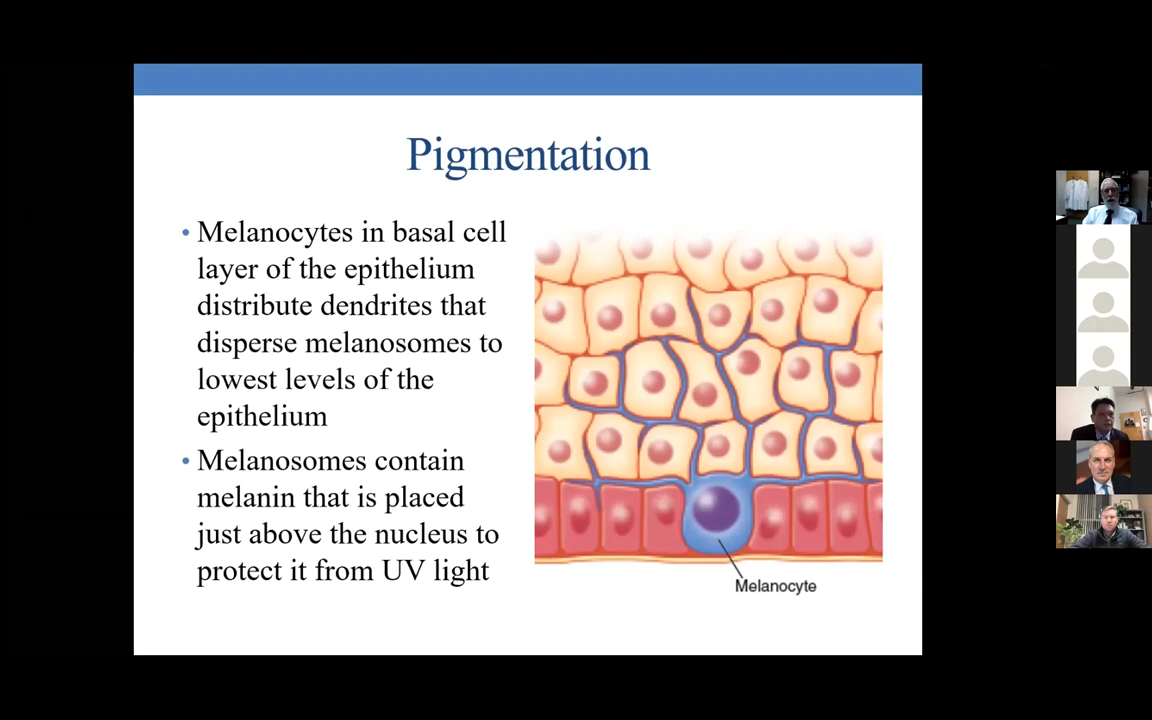 Pigmentation
• Melanocytes in basal cell
layer of the epithelium
distribute dendrites that
disperse melanosomes to
lowest levels of the
epithelium
• Melanosomes contain
melanin that is placed
just above the nucleus to
protect it from UV light
Melanocyte